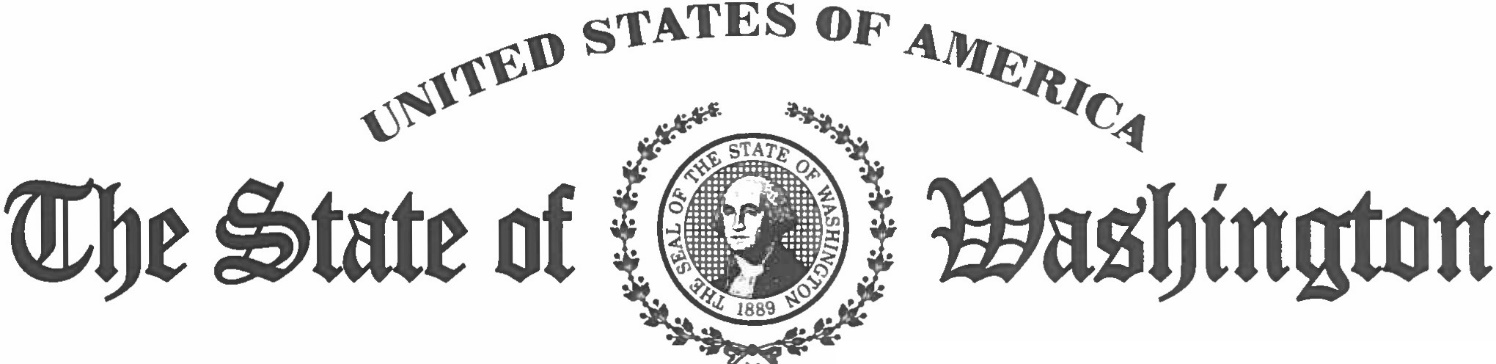 UNITED STATES OF AMERICA
The State of Washington
THE SEAL OF THE STATE OF WASHINGTON
1889